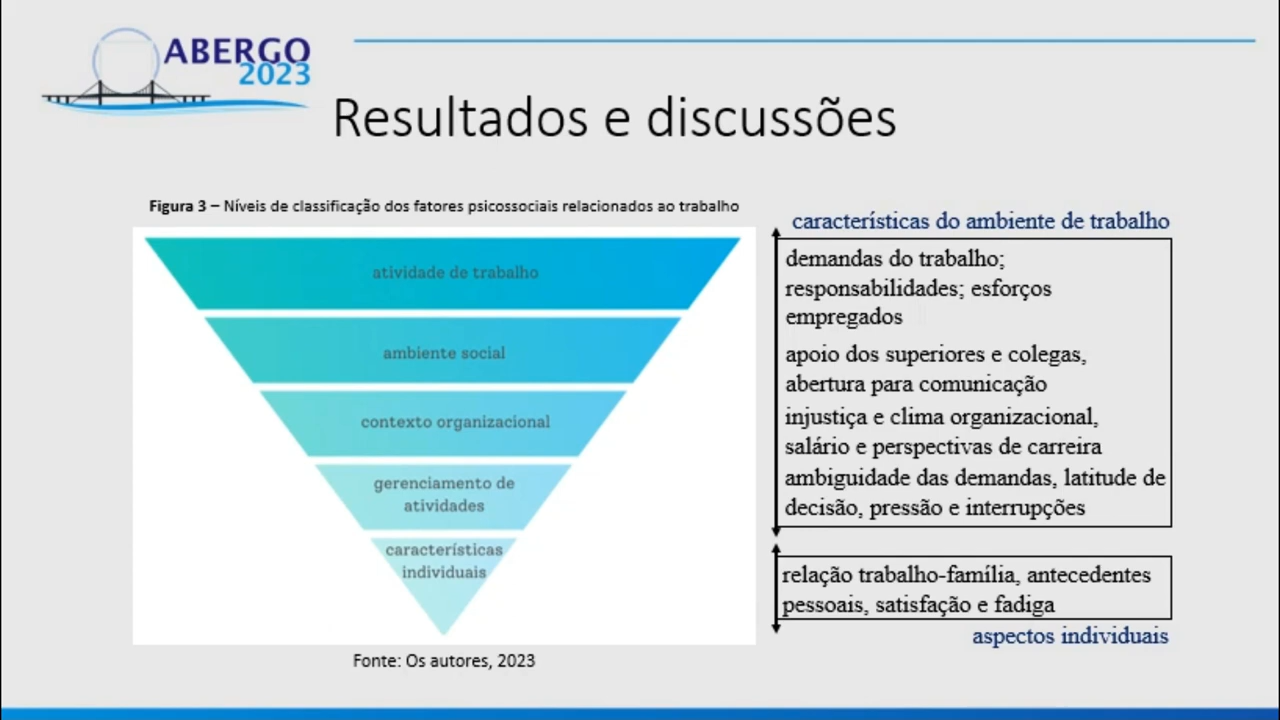 ABERGO
2023
Resultados e discussões
Figura 3 – Níveis de classificação dos fatores psicossociais relacionados ao trabalho
atividade de trabalho
ambiente social
contexto organizacional
gerenciamento de
atividades
características
individuais
Fonte: Os autores, 2023
características do ambiente de trabalho
demandas do trabalho;
responsabilidades; esforços
empregados
apoio dos superiores e colegas,
abertura para comunicação
injustiça e clima organizacional,
salário e perspectivas de carreira
ambiguidade das demandas, latitude de
decisão, pressão e interrupções
relação trabalho-família, antecedentes
pessoais, satisfação e fadiga
aspectos individuais